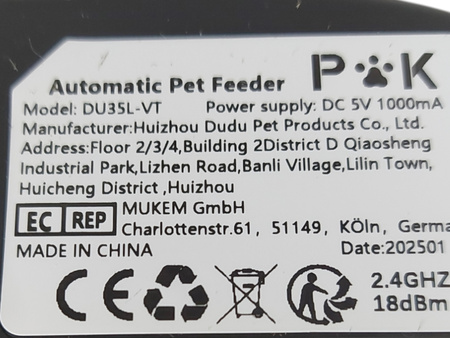 P K
Automatic Pet Feeder
Model: DU35L-VT Power supply: DC 5V 1000mA
Manufacturer:Huizhou Dudu Pet Products Co., Ltd.
Address:Floor 2/3/4,Building 2District D Qiaosheng
Industrial Park,Lizhen Road,Banli Village,Lilin Town,
Huicheng District ,Huizhou
EC REP MUKEM GmbH
Charlottenstr.61, 51149, KÖln, Germa
MADE IN CHINA Date:202501
CE 2.4GHZ
18dBm